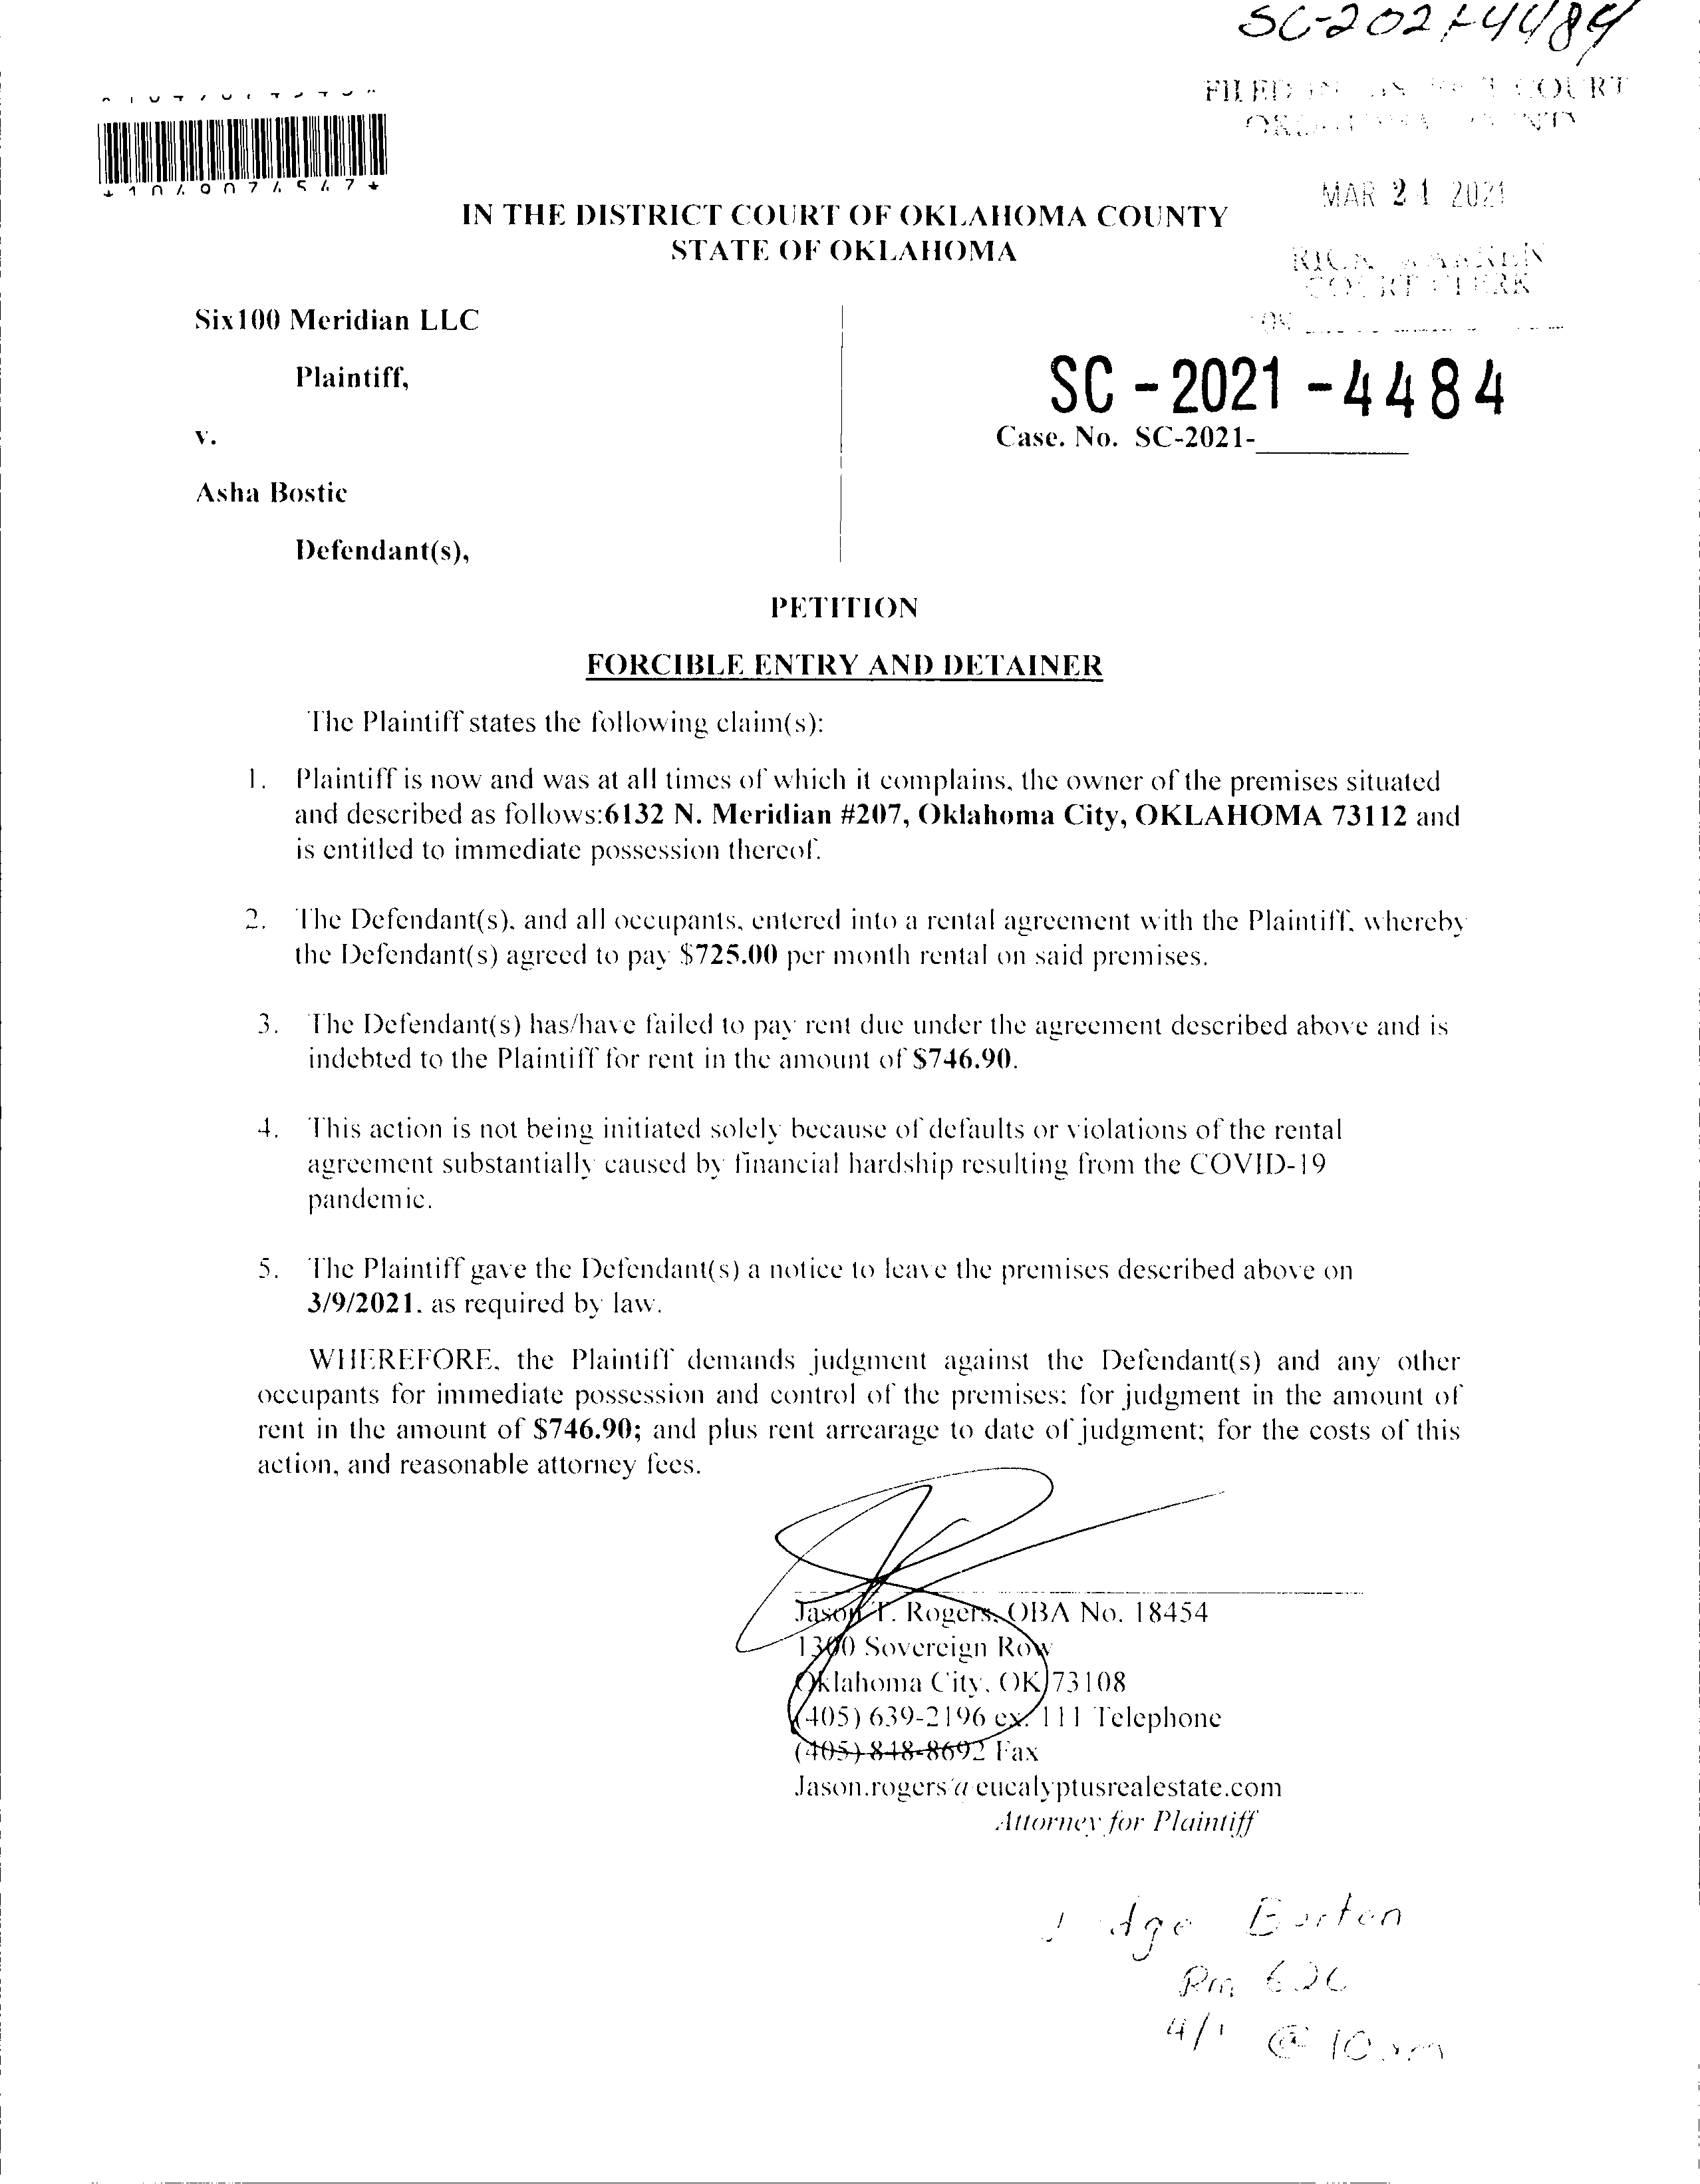 SC-2021-4484
FILED IN DISTRICT COURT
OKLAHOMA COUNTY
*1049074547*
MAR 24 2021
IN THE DISTRICT COURT OF OKLAHOMA COUNTY
STATE OF OKLAHOMA
RICK WARREN
COURT CLERK
Six100 Meridian LLC
Plaintiff,
SC - 2021 - 4484
v.
Case. No. SC-2021-
Asha Bostic
Defendant(s),
PETITION
FORCIBLE ENTRY AND DETAINER
The Plaintiff states the following claim(s):
1. Plaintiff is now and was at all times of which it complains, the owner of the premises situated
and described as follows:6132 N. Meridian #207, Oklahoma City, OKLAHOMA 73112 and
is entitled to immediate possession thereof.
2. The Defendant(s), and all occupants, entered into a rental agreement with the Plaintiff, whereby
the Defendant(s) agreed to pay $725.00 per month rental on said premises.
3. The Defendant(s) has/have failed to pay rent due under the agreement described above and is
indebted to the Plaintiff for rent in the amount of $746.90.
4. This action is not being initiated solely because of defaults or violations of the rental
agreement substantially caused by financial hardship resulting from the COVID-19
pandemic.
5. The Plaintiff gave the Defendant(s) a notice to leave the premises described above on
3/9/2021, as required by law.
WHEREFORE, the Plaintiff demands judgment against the Defendant(s) and any other
occupants for immediate possession and control of the premises; for judgment in the amount of
rent in the amount of $746.90; and plus rent arrearage to date of judgment; for the costs of this
action, and reasonable attorney fees.
Jason T. Rogers, OBA No. 18454
1300 Sovereign Row
Oklahoma City, OK 73108
(405) 639-2196 ex. 111 Telephone
(405) 848-8692 Fax
Jason.rogers@eucalyptusrealestate.com
Attorney for Plaintiff
Judge
Rm
@ 10 am